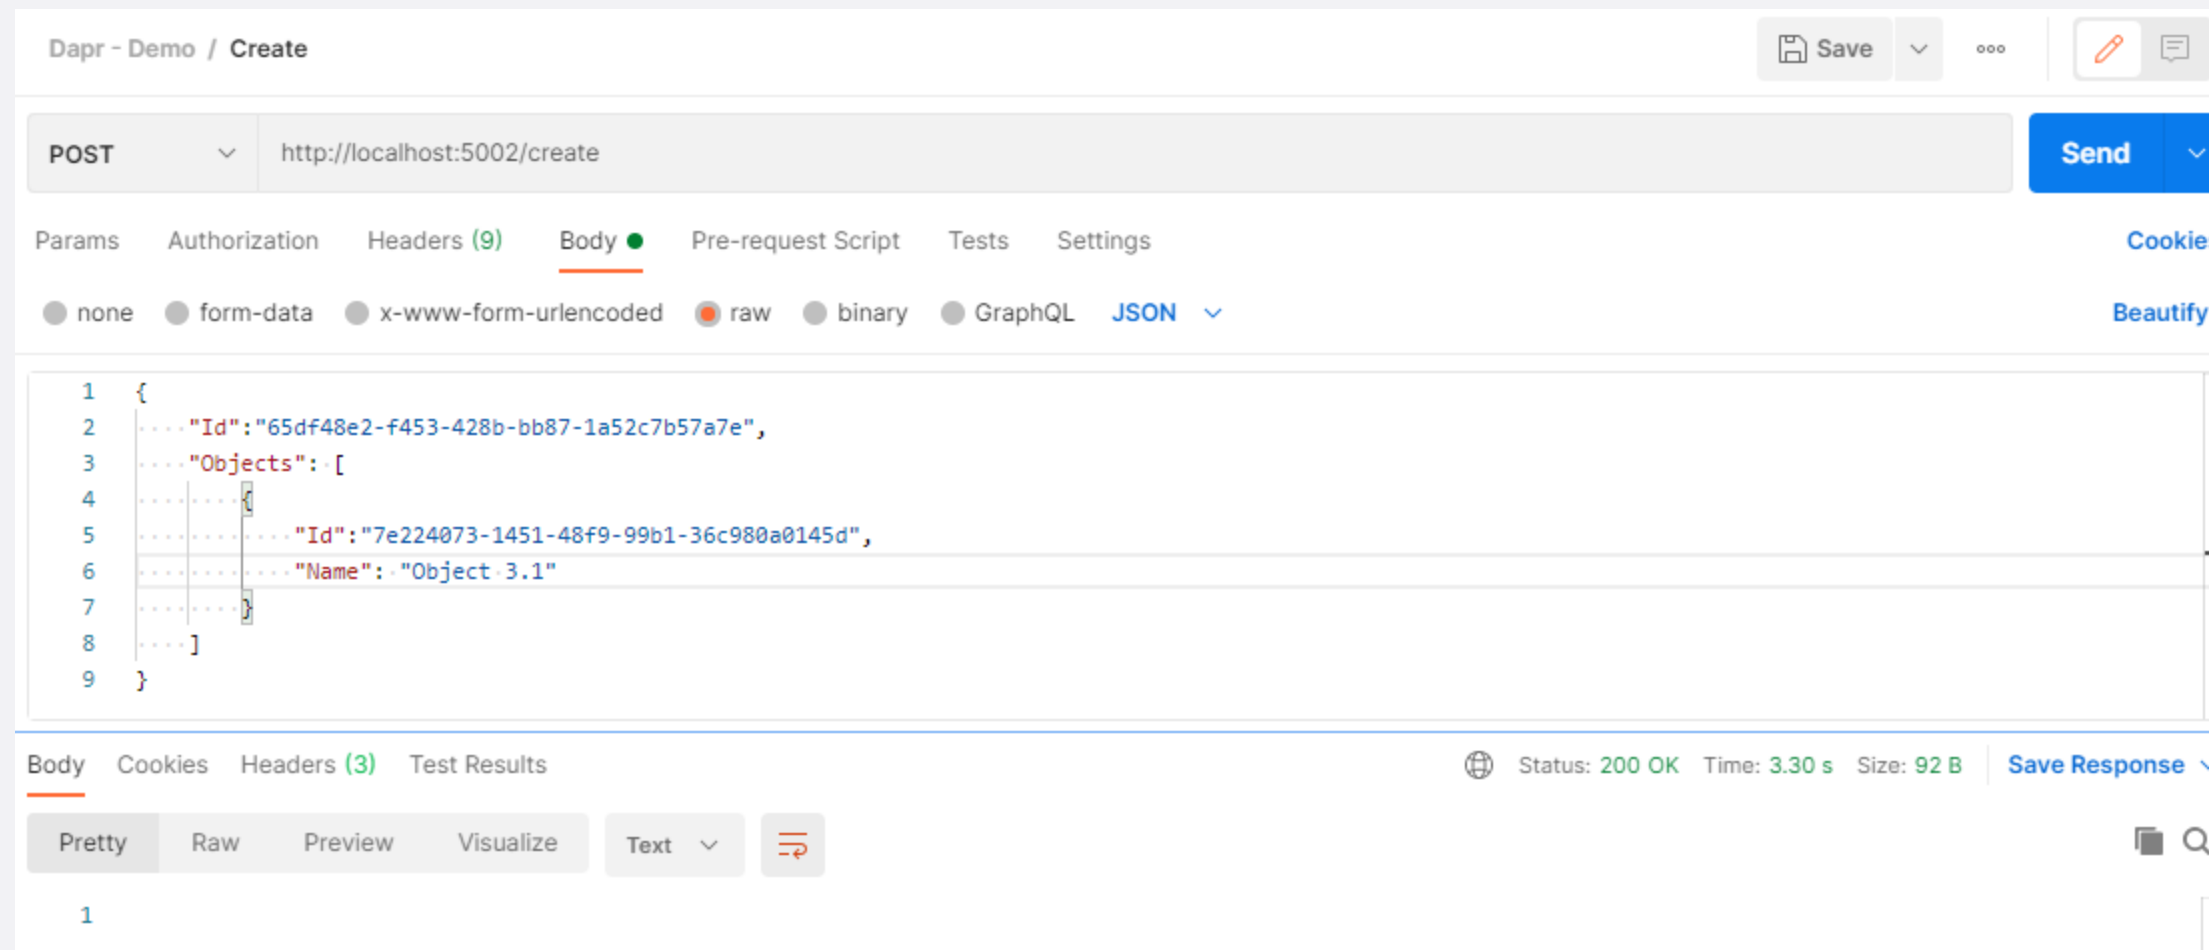 Dapr - Demo / Create
Save
POST
http://localhost:5002/create
Send
Params Authorization Headers (9) Body Pre-request Script Tests Settings
Cookies
none form-data x-www-form-urlencoded raw binary GraphQL JSON
Beautify
1 {
2 "Id":"65df48e2-f453-428b-bb87-1a52c7b57a7e",
3 "Objects": [
4 {
5 "Id":"7e224073-1451-48f9-99b1-36c980a0145d",
6 "Name": "Object 3.1"
7 }
8 ]
9 }
Body Cookies Headers (3) Test Results
Status: 200 OK Time: 3.30 s Size: 92 B
Save Response
Pretty Raw Preview Visualize
Text
1